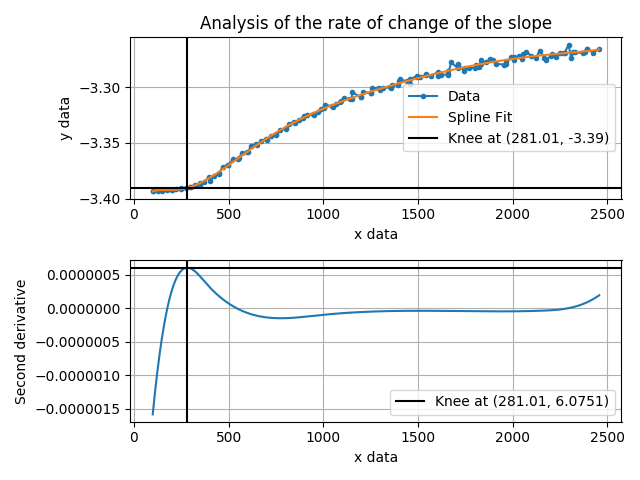 Analysis of the rate of change of the slope
−3.30
−3.35
−3.40
y data
Data
Spline Fit
Knee at (281.01, -3.39)
0 500 1000 1500 2000 2500
x data
0.0000005
0.0000000
−0.0000005
−0.0000010
−0.0000015
Second derivative
Knee at (281.01, 6.0751)
0 500 1000 1500 2000 2500
x data